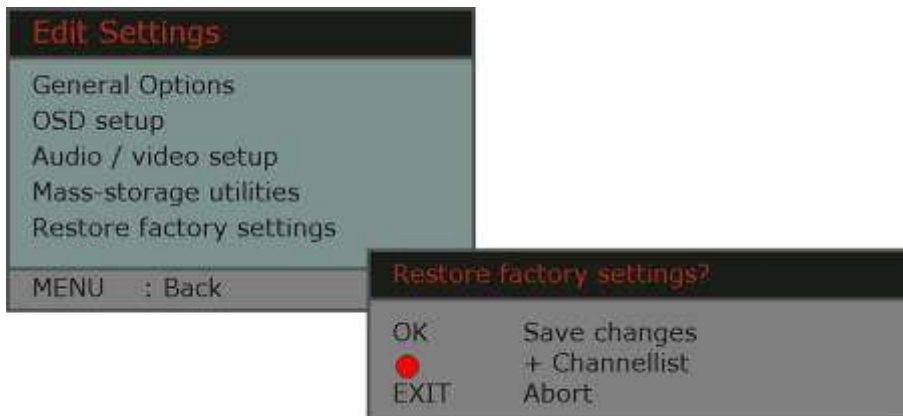 Edit Settings
General Options
OSD setup
Audio / video setup
Mass-storage utilities
Restore factory settings
MENU : Back
Restore factory settings?
OK Save changes
+ Channellist
EXIT Abort